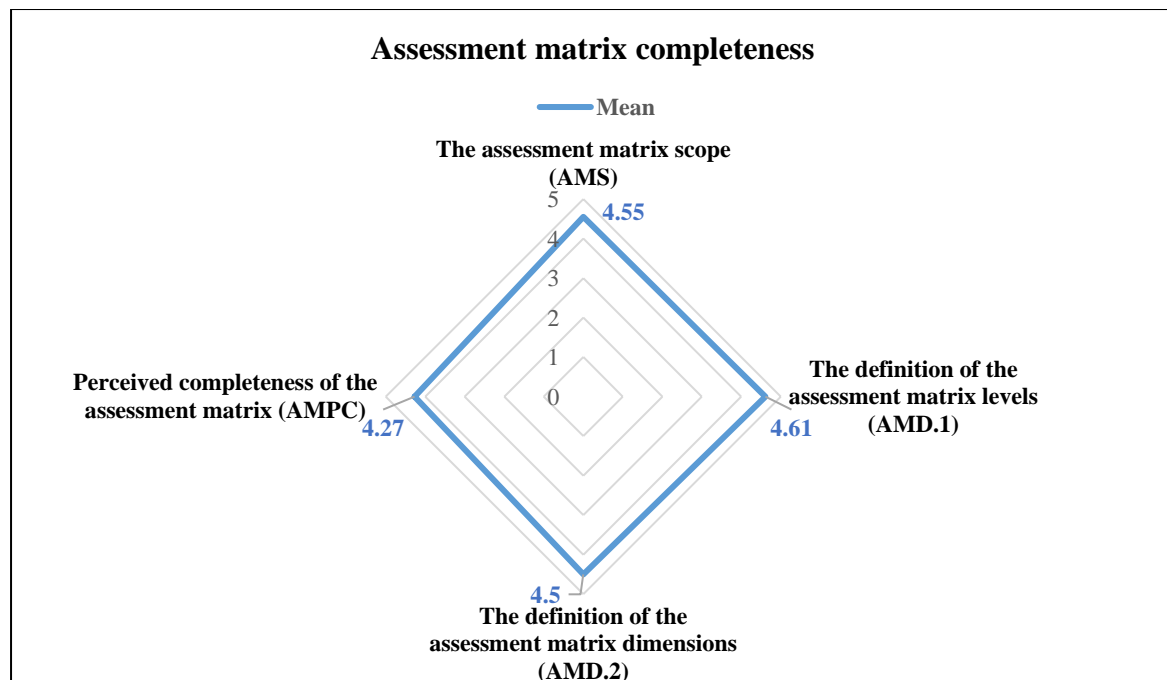 Assessment matrix completeness
Mean
The assessment matrix scope
(AMS)
5
4.55
4
3
2
1
0
Perceived completeness of the
assessment matrix (AMPC)
4.27
The definition of the
assessment matrix levels
(AMD.1)
4.61
4.5
The definition of the
assessment matrix dimensions
(AMD.2)